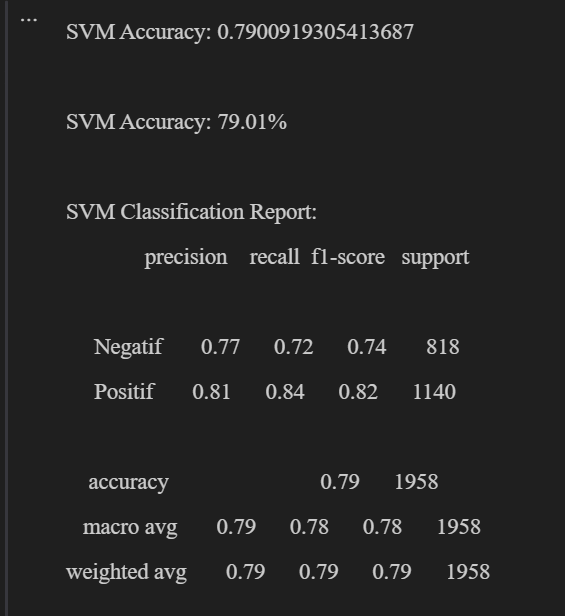 ...
SVM Accuracy: 0.7900919305413687
SVM Accuracy: 79.01%
SVM Classification Report:
precision recall f1-score support
Negatif 0.77 0.72 0.74 818
Positif 0.81 0.84 0.82 1140
accuracy 0.79 1958
macro avg 0.79 0.78 0.78 1958
weighted avg 0.79 0.79 0.79 1958